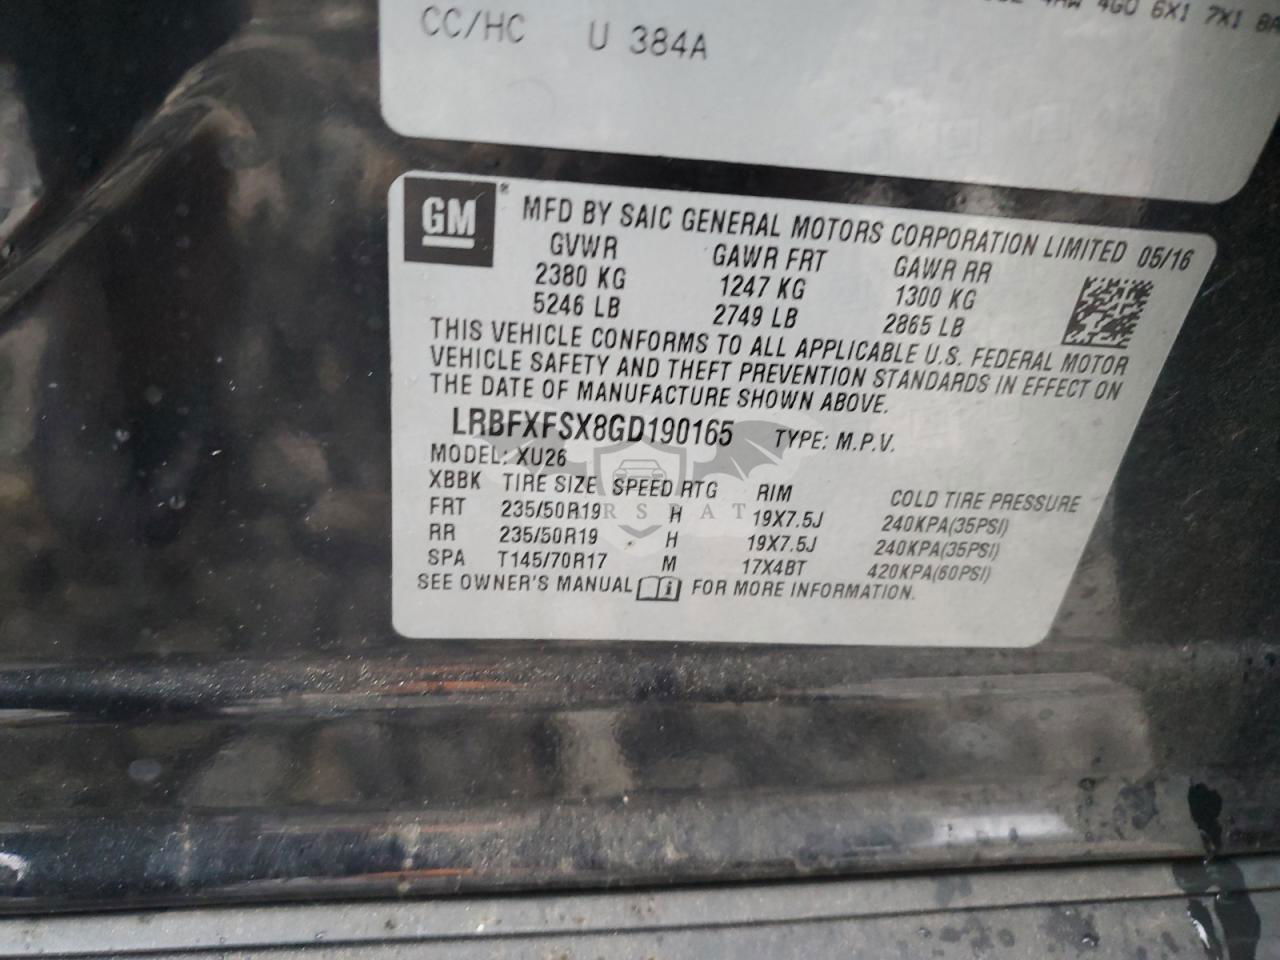 4GO 6X1 7X1
CC/HC U 384A
GM ® MFD BY SAIC GENERAL MOTORS CORPORATION LIMITED 05/16
GVWR GAWR FRT GAWR RR
2380 KG 1247 KG 1300 KG
5246 LB 2749 LB 2865 LB
THIS VEHICLE CONFORMS TO ALL APPLICABLE U.S. FEDERAL MOTOR
VEHICLE SAFETY AND THEFT PREVENTION STANDARDS IN EFFECT ON
THE DATE OF MANUFACTURE SHOWN ABOVE.
LRBFXFSX8GD190165 TYPE: M.P.V.
MODEL: XU26
XBBK TIRE SIZE SPEED RTG RIM COLD TIRE PRESSURE
FRT 235/50R19 H 19X7.5J 240KPA(35PSI)
RR 235/50R19 H 19X7.5J 240KPA(35PSI)
SPA T145/70R17 M 17X4BT 420KPA(60PSI)
SEE OWNER'S MANUAL FOR MORE INFORMATION.